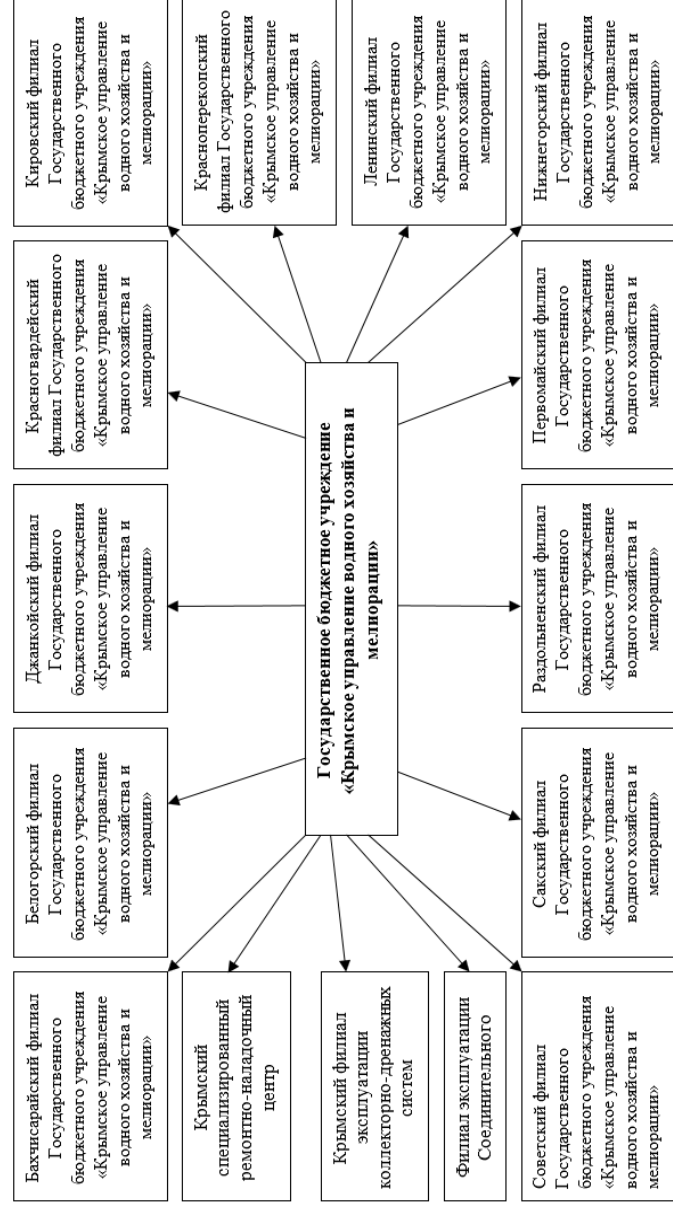 Бахчисарайский филиал
Государственного
бюджетного учреждения
«Крымское управление
водного хозяйства и
мелиорации»
Белогорский филиал
Государственного
бюджетного учреждения
«Крымское управление
водного хозяйства и
мелиорации»
Джанкойский филиал
Государственного
бюджетного учреждения
«Крымское управление
водного хозяйства и
мелиорации»
Красногвардейский
филиал Государственного
бюджетного учреждения
«Крымское управление
водного хозяйства и
мелиорации»
Кировский филиал
Государственного
бюджетного учреждения
«Крымское управление
водного хозяйства и
мелиорации»
Крымский
специализированный
ремонтно-наладочный
центр
Красноперекопский
филиал Государственного
бюджетного учреждения
«Крымское управление
водного хозяйства и
мелиорации»
Государственное бюджетное учреждение
«Крымское управление водного хозяйства и
мелиорации»
Крымский филиал
эксплуатации
коллекторно-дренажных
систем
Ленинский филиал
Государственного
бюджетного учреждения
«Крымское управление
водного хозяйства и
мелиорации»
Филиал эксплуатации
Соединительного
Советский филиал
Государственного
бюджетного учреждения
«Крымское управление
водного хозяйства и
мелиорации»
Сакский филиал
Государственного
бюджетного учреждения
«Крымское управление
водного хозяйства и
мелиорации»
Раздольненский филиал
Государственного
бюджетного учреждения
«Крымское управление
водного хозяйства и
мелиорации»
Первомайский филиал
Государственного
бюджетного учреждения
«Крымское управление
водного хозяйства и
мелиорации»
Нижнегорский филиал
Государственного
бюджетного учреждения
«Крымское управление
водного хозяйства и
мелиорации»